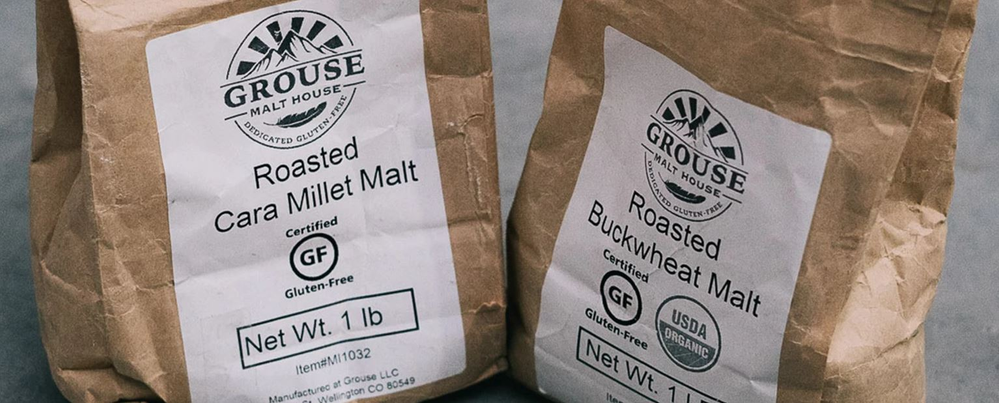 GROUSE
MALT HOUSE
DEDICATED GLUTEN-FREE
Roasted
Cara Millet Malt
Certified
GF
Gluten-Free
Net Wt. 1 lb
Item#MI1032
Manufactured at Grouse LLC
St. Wellington CO 80549
GROUSE
MALT HOUSE
DEDICATED GLUTEN-FREE
Roasted
Buckwheat Malt
Certified
GF
Gluten-Free
USDA
ORGANIC
Net Wt. 1